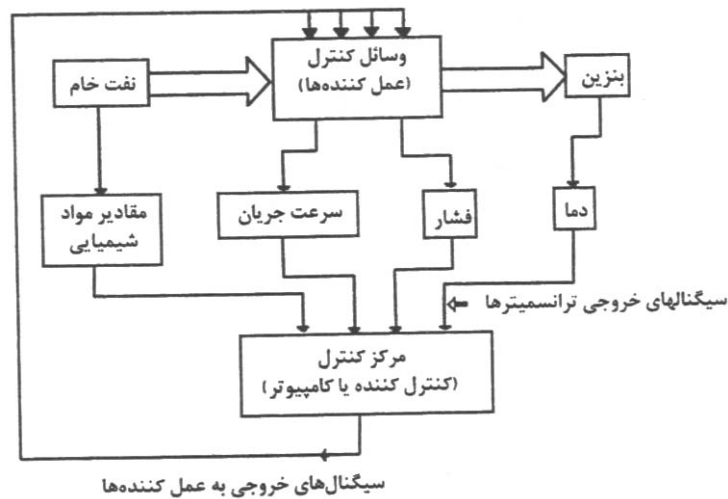 وسائل کنترل
(عمل کننده‌ها)
نفت خام
بنزین
مقادیر مواد
شیمیایی
سرعت جریان
فشار
دما
سیگنالهای خروجی ترانسمیترها
مرکز کنترل
(کنترل کننده یا کامپیوتر)
سیگنال‌های خروجی به عمل کننده‌ها